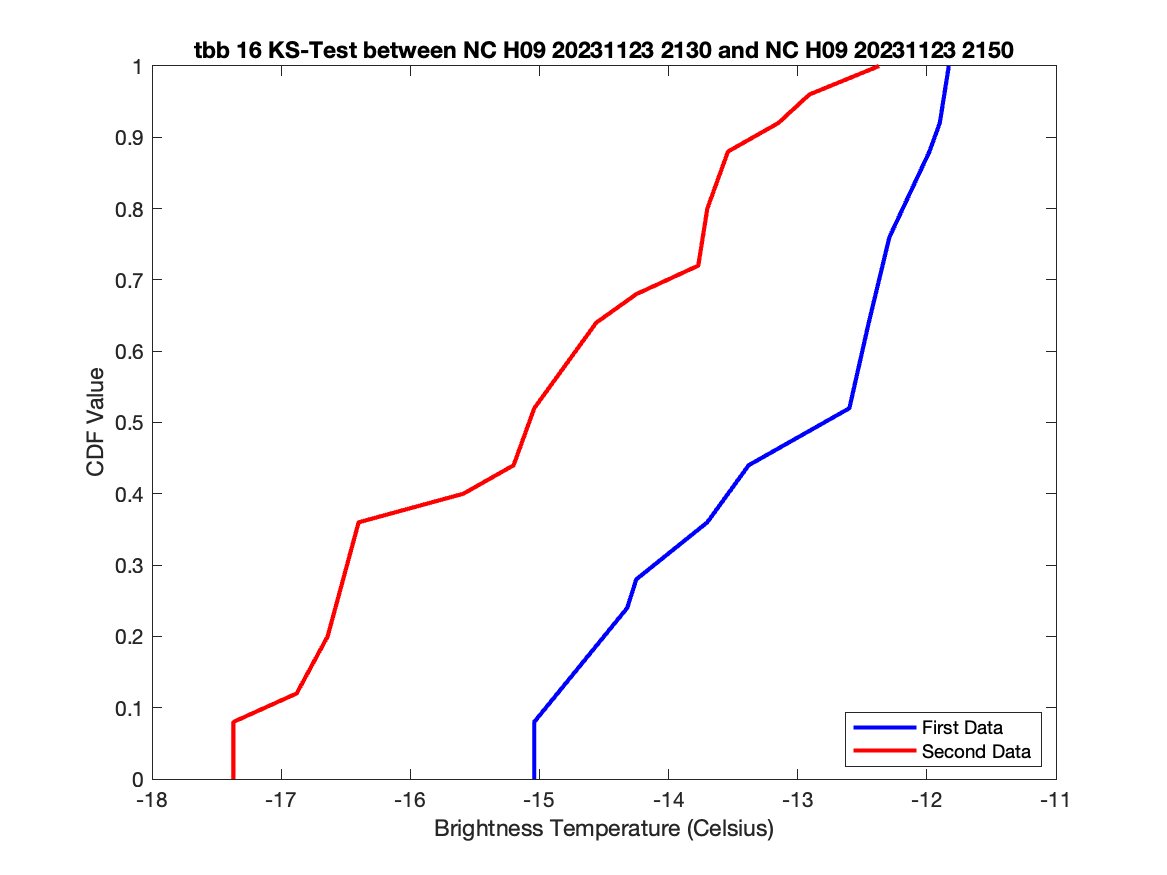 tbb 16 KS-Test between NC H09 20231123 2130 and NC H09 20231123 2150
1
0.9
0.8
0.7
0.6
0.5
0.4
0.3
0.2
0.1
0
CDF Value
First Data
Second Data
-18 -17 -16 -15 -14 -13 -12 -11
Brightness Temperature (Celsius)